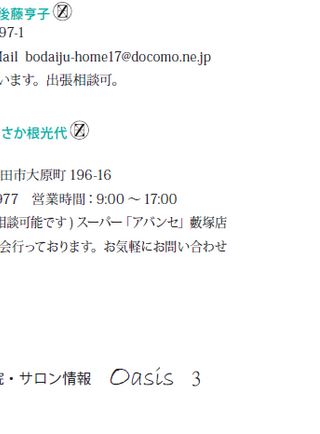 後藤亨子 Ⓩ
97-1
Mail bodaiju-home17@docomo.ne.jp
います。出張相談可。
さか根光代 Ⓩ
田市大原町 196-16
977 営業時間：9:00 ～ 17:00
相談可能です）スーパー「アバンセ」藪塚店
会行っております。お気軽にお問い合わせ
院・サロン情報 Oasis 3